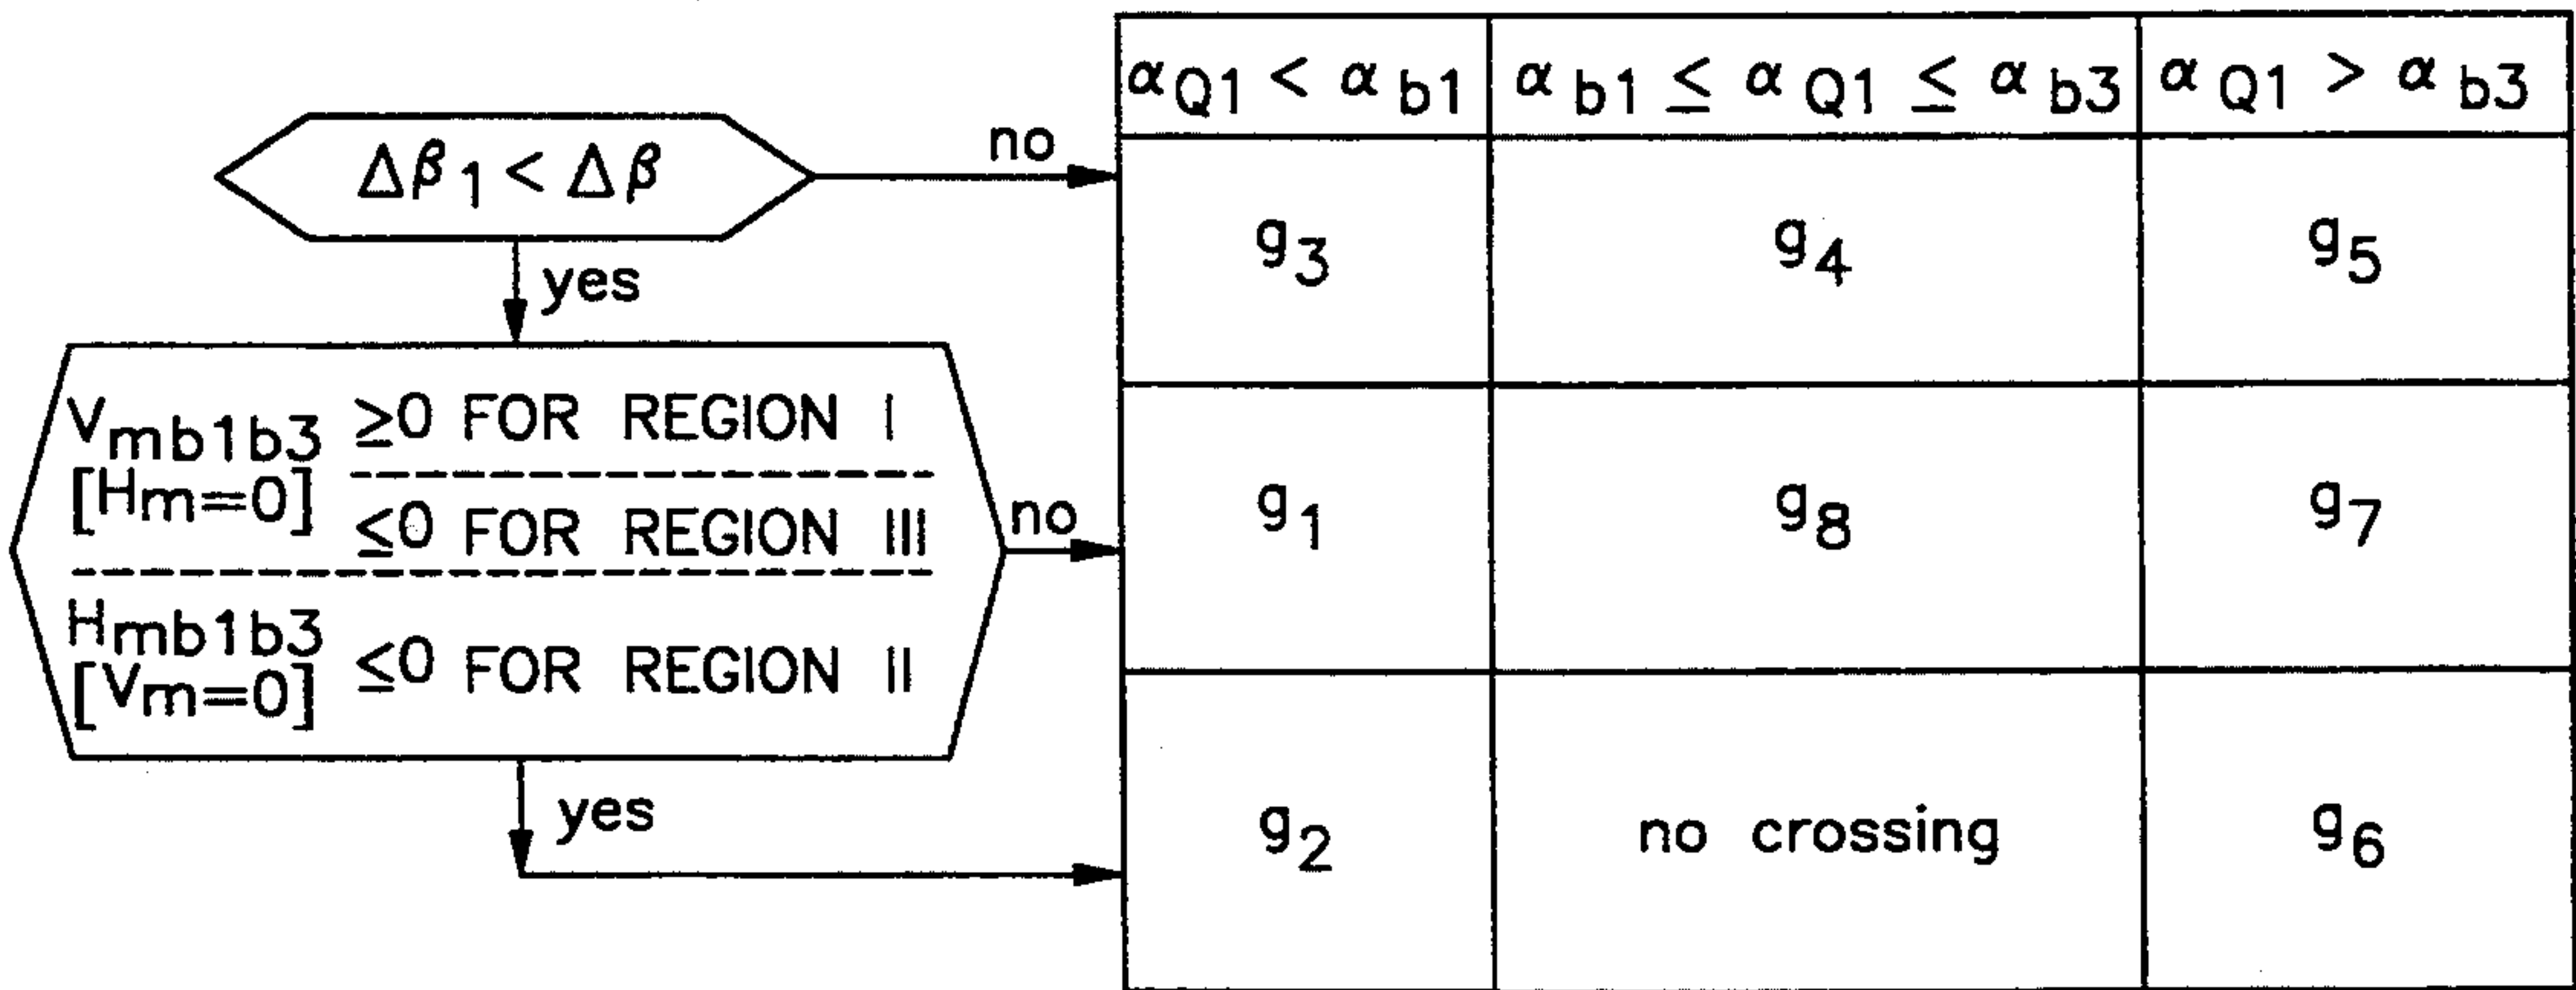 α Q1 < α b1
α b1 ≤ α Q1 ≤ α b3
α Q1 > α b3
Δβ 1 < Δβ
no
yes
g3
g4
g5
V mb1b3 ≥0 FOR REGION I
[Hm=0]
≤0 FOR REGION III
no
H mb1b3
[Vm=0] ≤0 FOR REGION II
g1
g8
g7
yes
g2
no crossing
g6